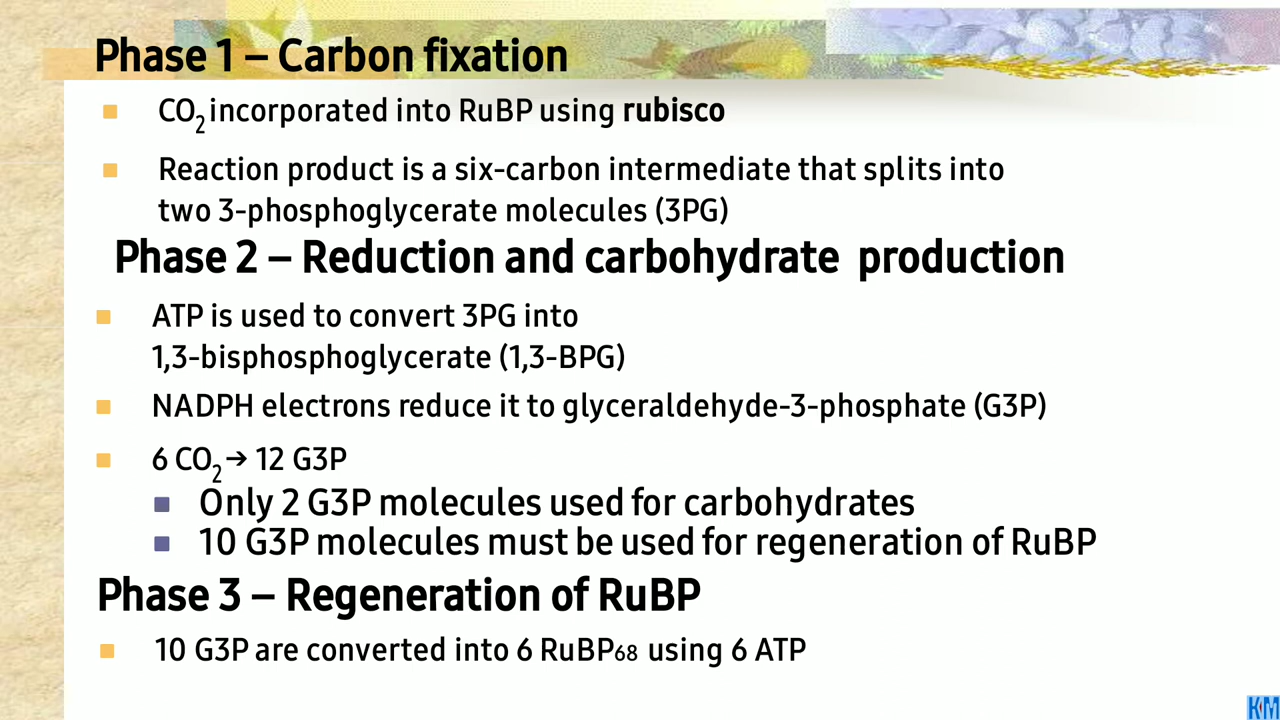 Phase 1 – Carbon fixation
CO2 incorporated into RuBP using rubisco
Reaction product is a six-carbon intermediate that splits into
two 3-phosphoglycerate molecules (3PG)
Phase 2 – Reduction and carbohydrate production
ATP is used to convert 3PG into
1,3-bisphosphoglycerate (1,3-BPG)
NADPH electrons reduce it to glyceraldehyde-3-phosphate (G3P)
6 CO2 → 12 G3P
Only 2 G3P molecules used for carbohydrates
10 G3P molecules must be used for regeneration of RuBP
Phase 3 – Regeneration of RuBP
10 G3P are converted into 6 RuBP68 using 6 ATP
KM